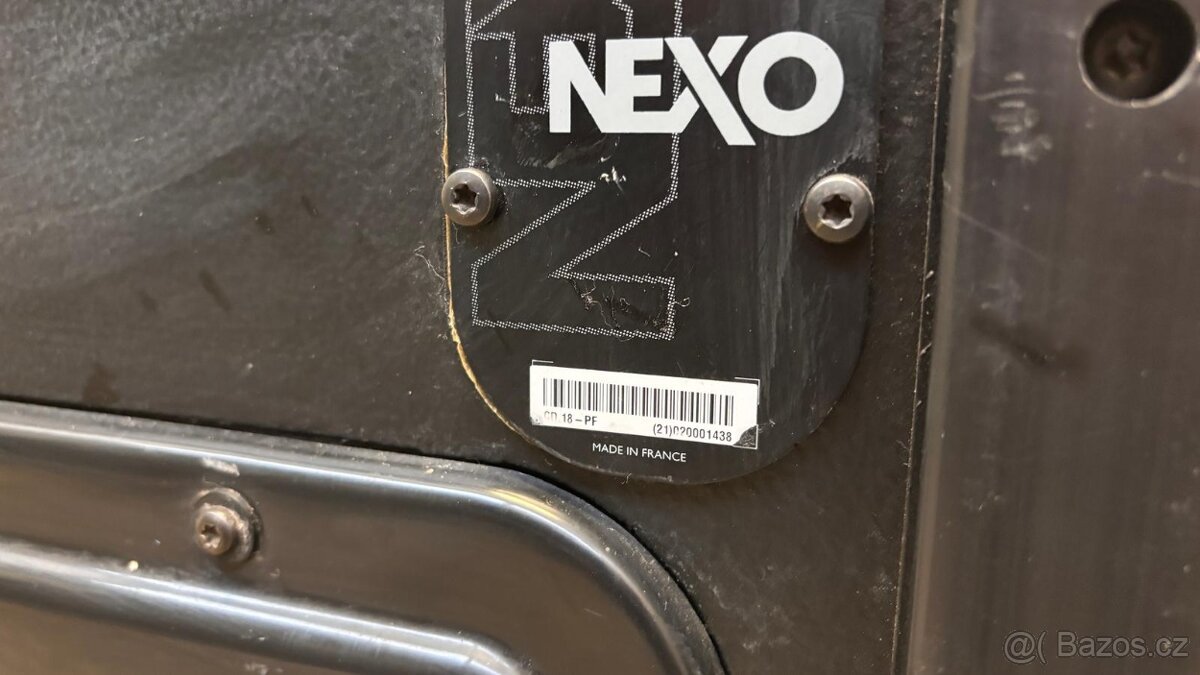 NEXO
CD 18-PF
(21)020001438
MADE IN FRANCE
@( Bazos.cz